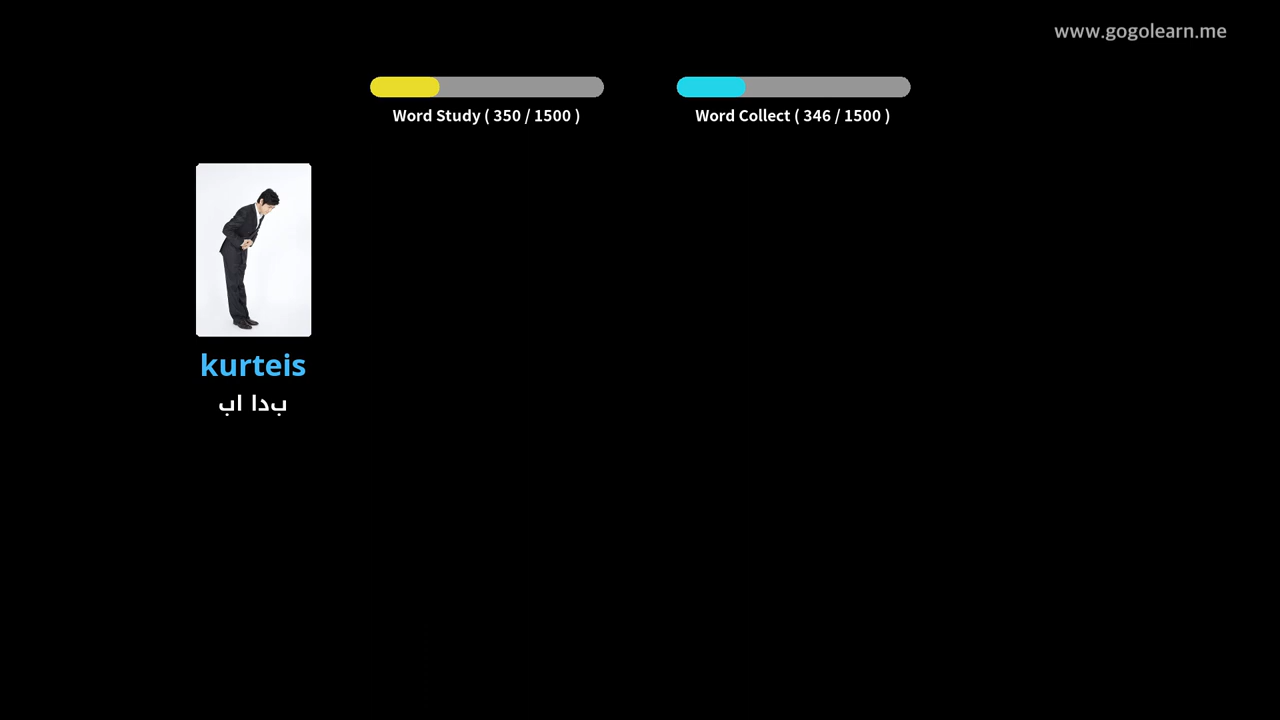 www.gogolearn.me
Word Study ( 350 / 1500 )
Word Collect ( 346 / 1500 )
kurteis
بدا اب